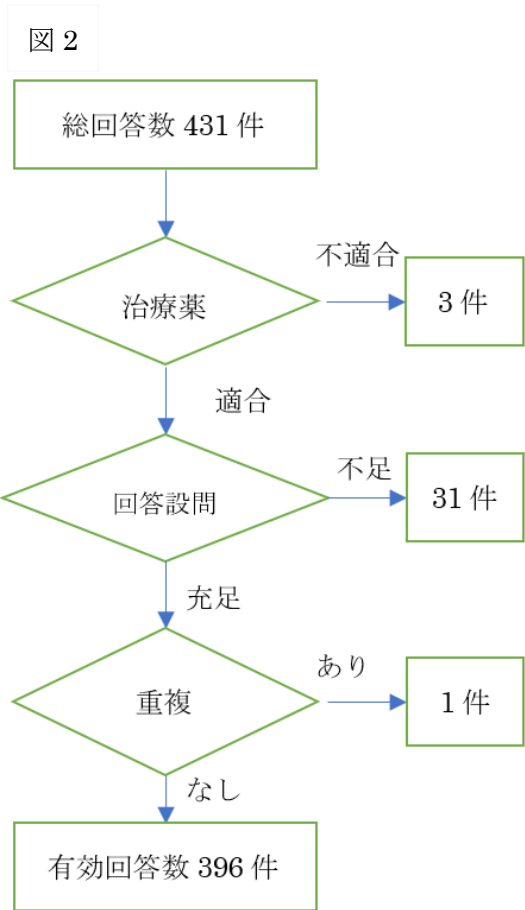 図 2
総回答数 431 件
不適合
治療薬
3 件
適合
不足
回答設問
31 件
充足
あり
重複
1 件
なし
有効回答数 396 件